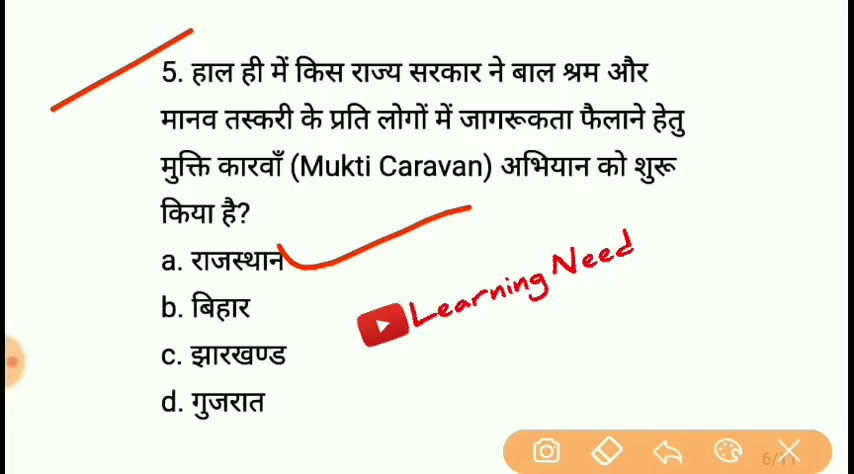 5. हाल ही में किस राज्य सरकार ने बाल श्रम और
मानव तस्करी के प्रति लोगों में जागरूकता फैलाने हेतु
मुक्ति कारवाँ (Mukti Caravan) अभियान को शुरू
किया है?
a. राजस्थान
b. बिहार
c. झारखण्ड
d. गुजरात
Learning Need